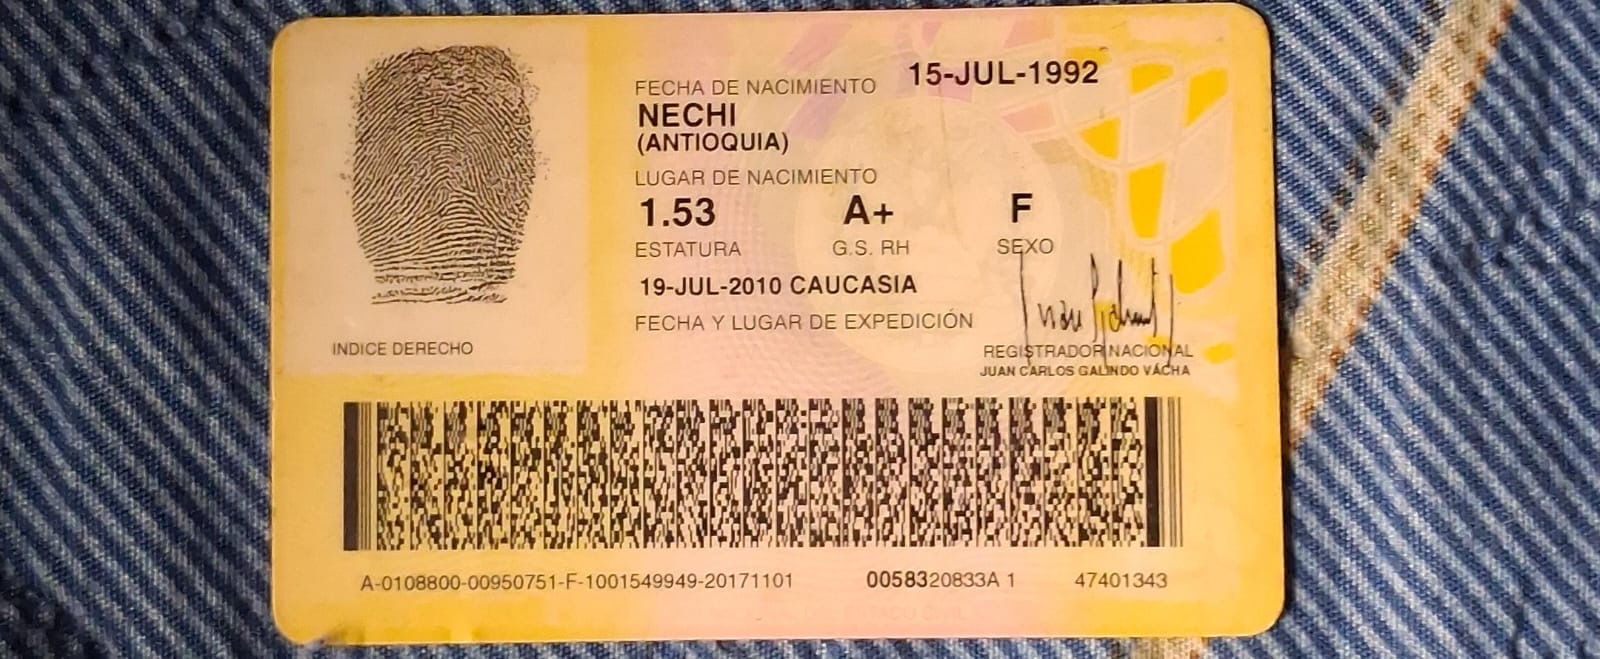 FECHA DE NACIMIENTO 15-JUL-1992
NECHI
(ANTIOQUIA)
LUGAR DE NACIMIENTO
1.53 A+ F
ESTATURA G.S. RH SEXO
19-JUL-2010 CAUCASIA
FECHA Y LUGAR DE EXPEDICIÓN
INDICE DERECHO
REGISTRADOR NACIONAL
JUAN CARLOS GALINDO VÁCHA
A-0108800-00950751-F-1001549949-20171101 0058320833A 1 47401343